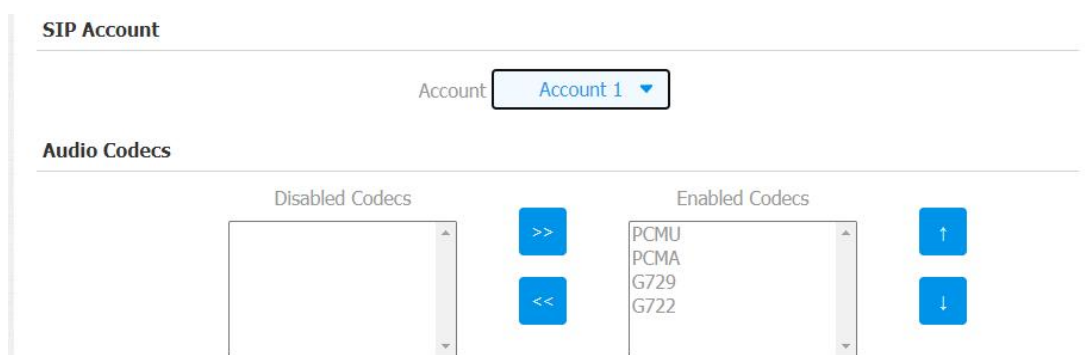 SIP Account
Account Account 1
Audio Codecs
Disabled Codecs Enabled Codecs
>> PCMU ↑
PCMA
G729
<< G722 ↓